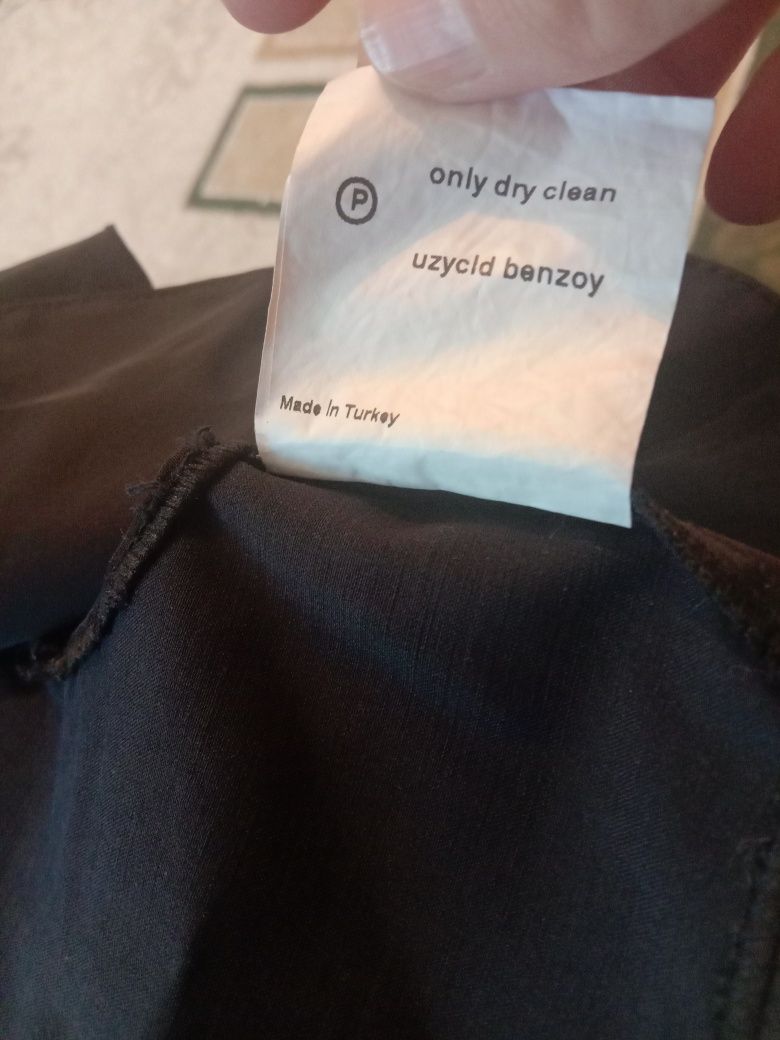 P
only dry clean
uzycld benzoy
Made in Turkey